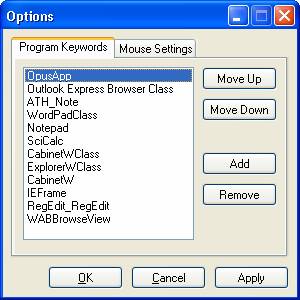 Options
Program Keywords
Mouse Settings
OpusApp
Outlook Express Browser Class
ATH_Note
WordPadClass
Notepad
SciCalc
CabinetWClass
ExplorerWClass
CabinetW
IEFrame
RegEdit_RegEdit
WABBrowseView
Move Up
Move Down
Add
Remove
OK
Cancel
Apply